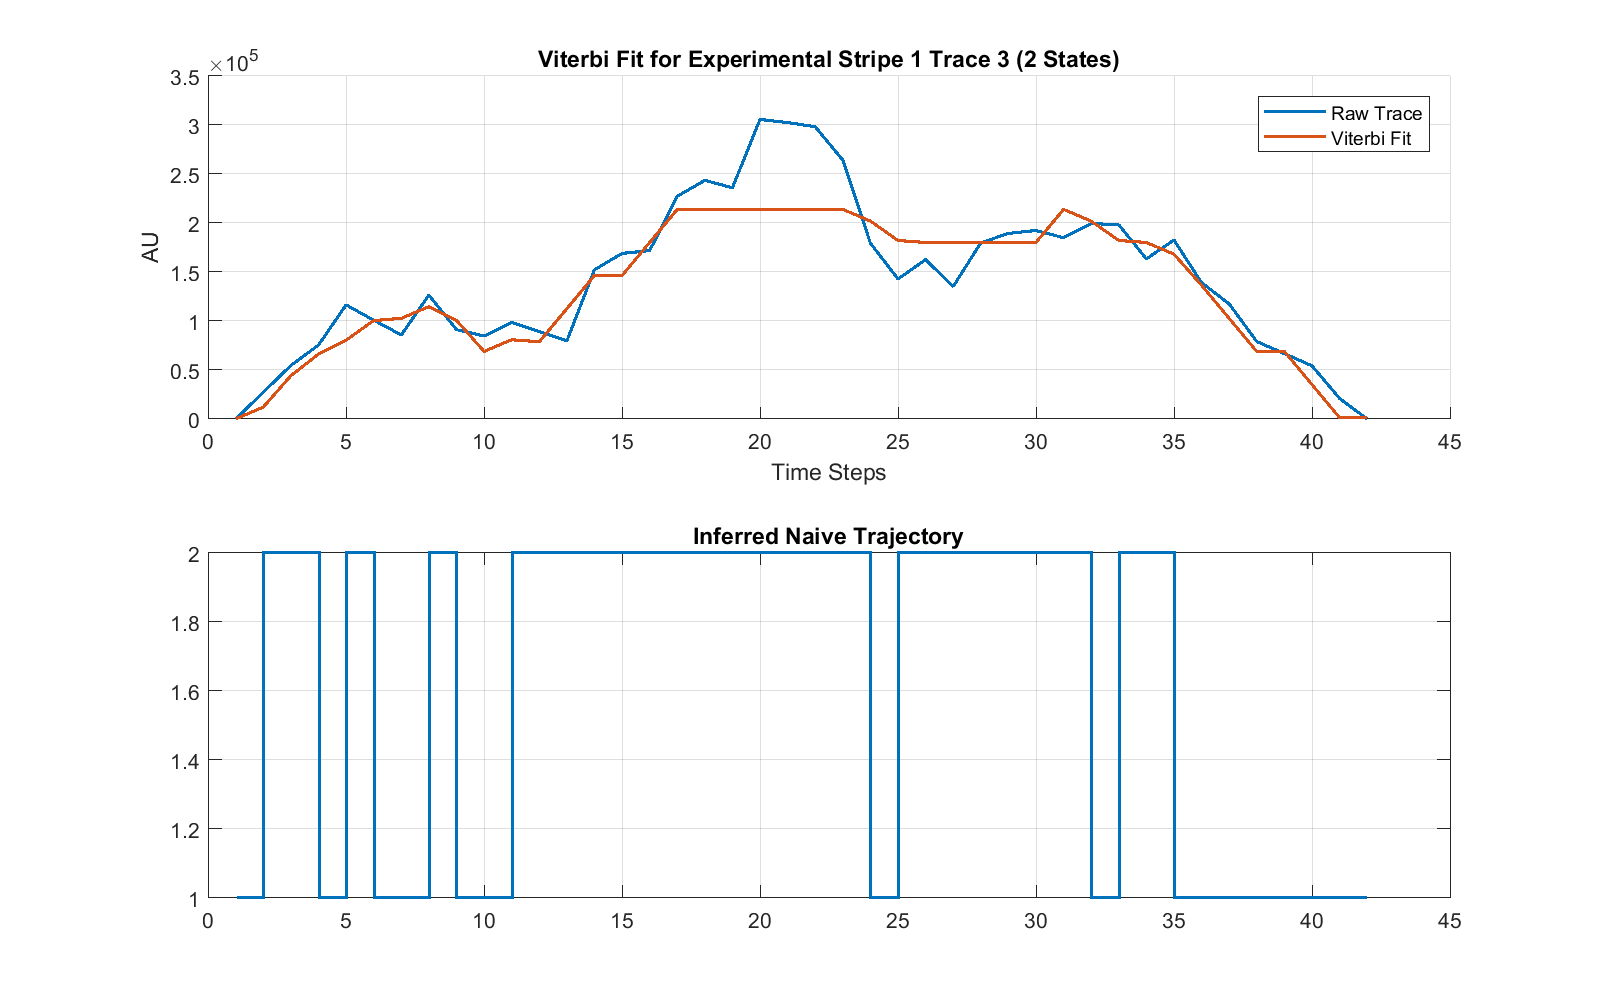 Viterbi Fit for Experimental Stripe 1 Trace 3 (2 States)
×10^5
3.5
3
2.5
2
1.5
1
0.5
0
AU
Raw Trace
Viterbi Fit
0 5 10 15 20 25 30 35 40 45
Time Steps
Inferred Naive Trajectory
2
1.8
1.6
1.4
1.2
1
0 5 10 15 20 25 30 35 40 45